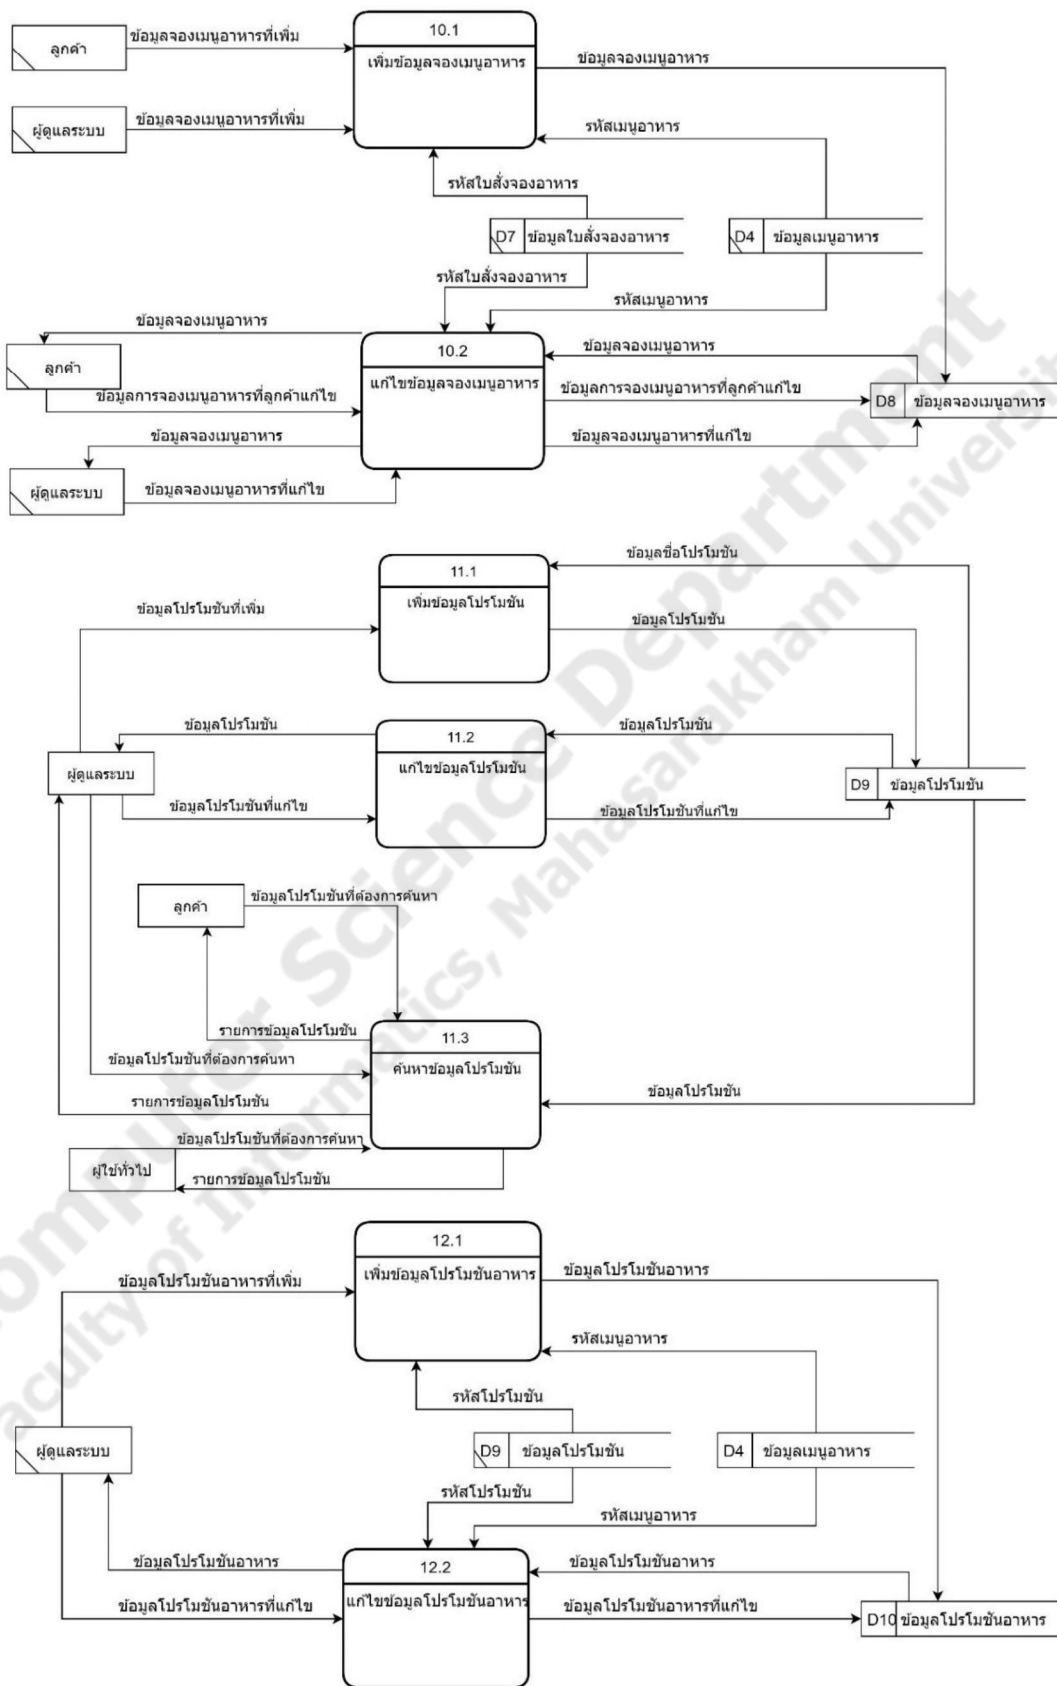 ลูกค้า
ข้อมูลจองเมนูอาหารที่เพิ่ม
10.1
เพิ่มข้อมูลจองเมนูอาหาร
ข้อมูลจองเมนูอาหาร
ผู้ดูแลระบบ
ข้อมูลจองเมนูอาหารที่เพิ่ม
รหัสเมนูอาหาร
รหัสใบสั่งจองอาหาร
D7 ข้อมูลใบสั่งจองอาหาร
D4 ข้อมูลเมนูอาหาร
รหัสใบสั่งจองอาหาร
รหัสเมนูอาหาร
ข้อมูลจองเมนูอาหาร
10.2
ข้อมูลจองเมนูอาหาร
ลูกค้า
แก้ไขข้อมูลจองเมนูอาหาร
ข้อมูลการจองเมนูอาหารที่ลูกค้าแก้ไข
ข้อมูลการจองเมนูอาหารที่ลูกค้าแก้ไข
D8 ข้อมูลจองเมนูอาหาร
ข้อมูลจองเมนูอาหาร
ข้อมูลจองเมนูอาหารที่แก้ไข
ผู้ดูแลระบบ
ข้อมูลจองเมนูอาหารที่แก้ไข
ข้อมูลชื่อโปรโมชัน
11.1
เพิ่มข้อมูลโปรโมชัน
ข้อมูลโปรโมชันที่เพิ่ม
ข้อมูลโปรโมชัน
ข้อมูลโปรโมชัน
11.2
ข้อมูลโปรโมชัน
ผู้ดูแลระบบ
แก้ไขข้อมูลโปรโมชัน
D9 ข้อมูลโปรโมชัน
ข้อมูลโปรโมชันที่แก้ไข
ข้อมูลโปรโมชันที่แก้ไข
ลูกค้า
ข้อมูลโปรโมชันที่ต้องการค้นหา
รายการข้อมูลโปรโมชัน
11.3
ข้อมูลโปรโมชันที่ต้องการค้นหา
ค้นหาข้อมูลโปรโมชัน
รายการข้อมูลโปรโมชัน
ข้อมูลโปรโมชัน
ข้อมูลโปรโมชันที่ต้องการค้นหา
ผู้ใช้ทั่วไป
รายการข้อมูลโปรโมชัน
12.1
เพิ่มข้อมูลโปรโมชันอาหาร
ข้อมูลโปรโมชันอาหารที่เพิ่ม
ข้อมูลโปรโมชันอาหาร
รหัสเมนูอาหาร
รหัสโปรโมชัน
ผู้ดูแลระบบ
D9 ข้อมูลโปรโมชัน
D4 ข้อมูลเมนูอาหาร
รหัสโปรโมชัน
รหัสเมนูอาหาร
ข้อมูลโปรโมชันอาหาร
12.2
ข้อมูลโปรโมชันอาหาร
ข้อมูลโปรโมชันอาหารที่แก้ไข
แก้ไขข้อมูลโปรโมชันอาหาร
ข้อมูลโปรโมชันอาหารที่แก้ไข
D10 ข้อมูลโปรโมชันอาหาร
Computer Science Department
Faculty of Informatics, Mahasarakham University